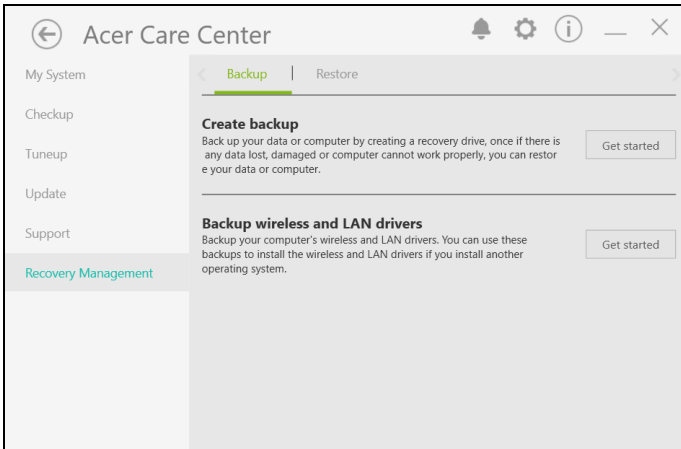 Acer Care Center
My System
Checkup
Tuneup
Update
Support
Recovery Management
Backup | Restore
Create backup
Back up your data or computer by creating a recovery drive, once if there is
any data lost, damaged or computer cannot work properly, you can restor
e your data or computer.
Get started
Backup wireless and LAN drivers
Backup your computer's wireless and LAN drivers. You can use these
backups to install the wireless and LAN drivers if you install another
operating system.
Get started